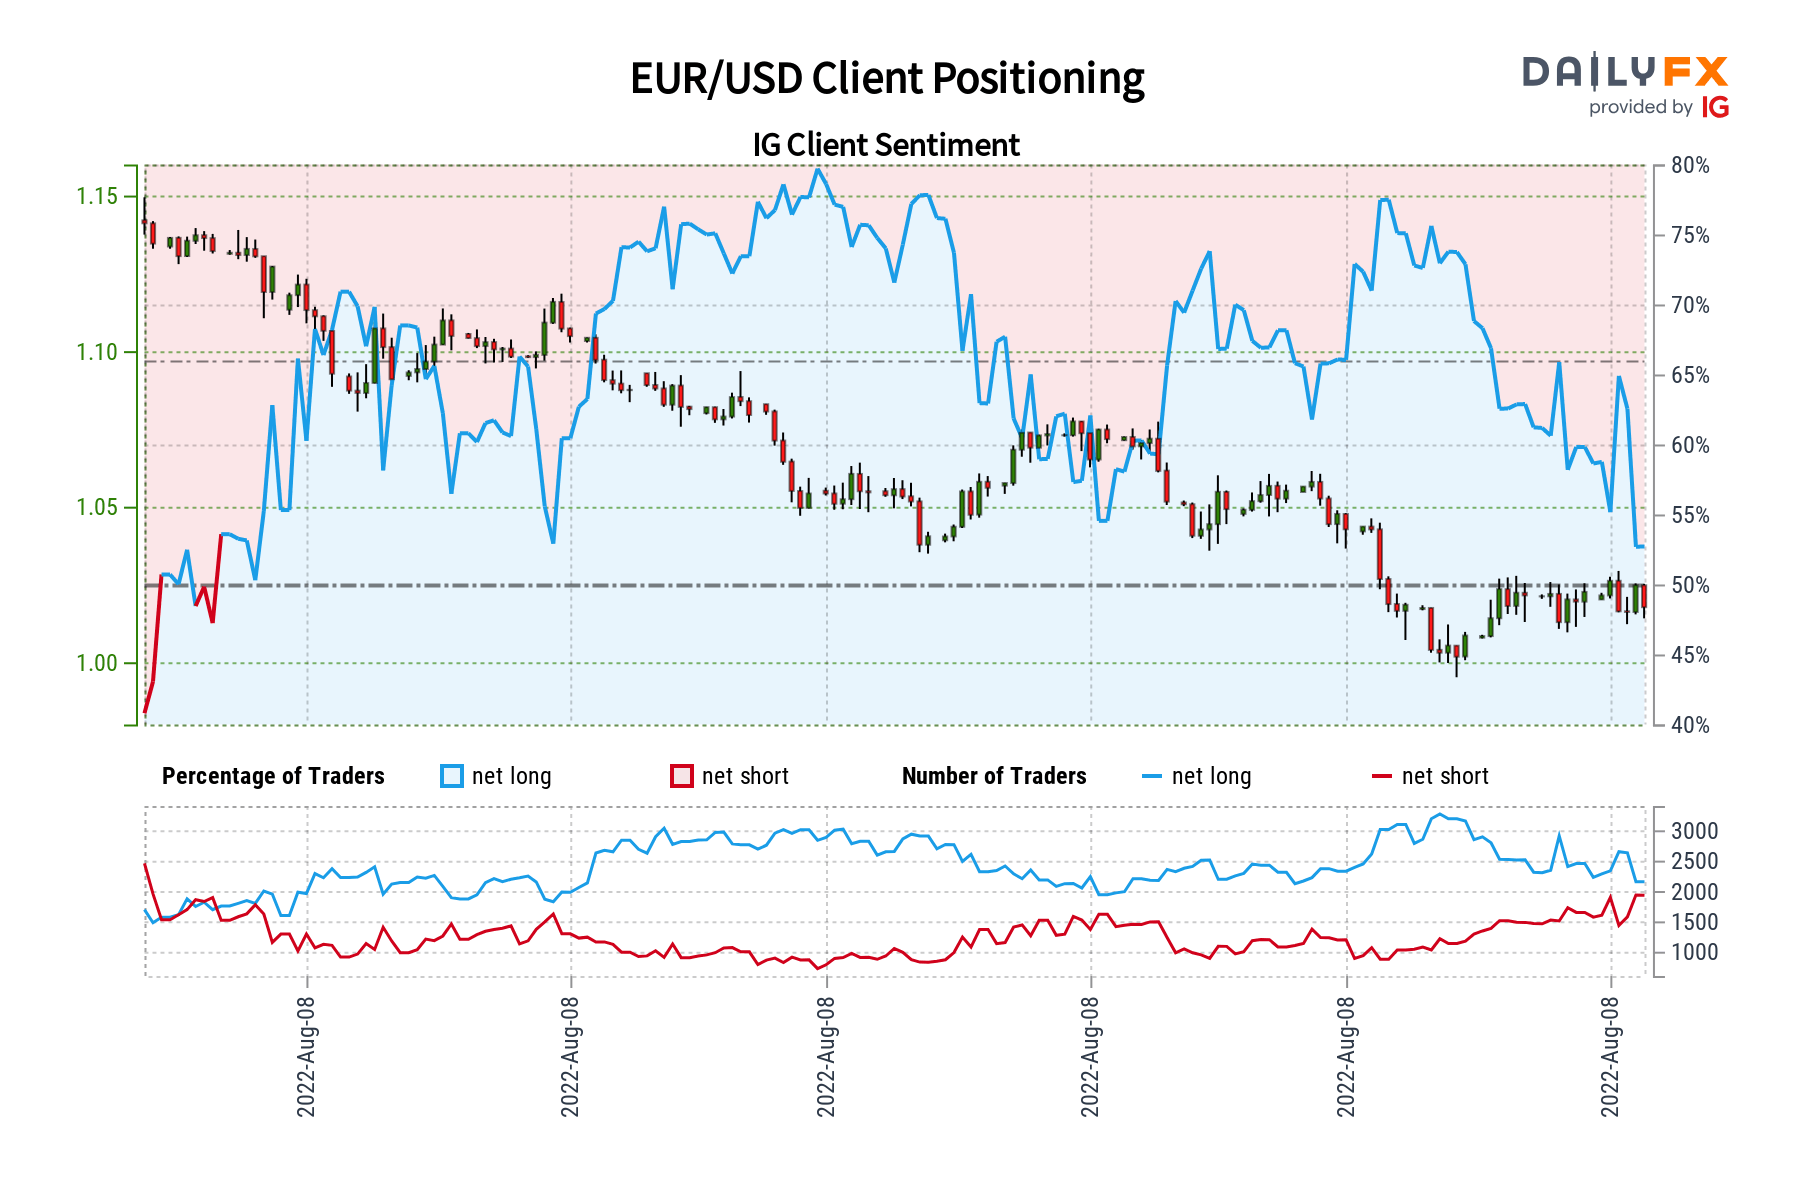 EUR/USD Client Positioning
DAILYFX
provided by IG
IG Client Sentiment
1.15
1.10
1.05
1.00
80%
75%
70%
65%
60%
55%
50%
45%
40%
Percentage of Traders net long net short Number of Traders net long net short
3000
2500
2000
1500
1000
2022-Aug-08
2022-Aug-08
2022-Aug-08
2022-Aug-08
2022-Aug-08
2022-Aug-08